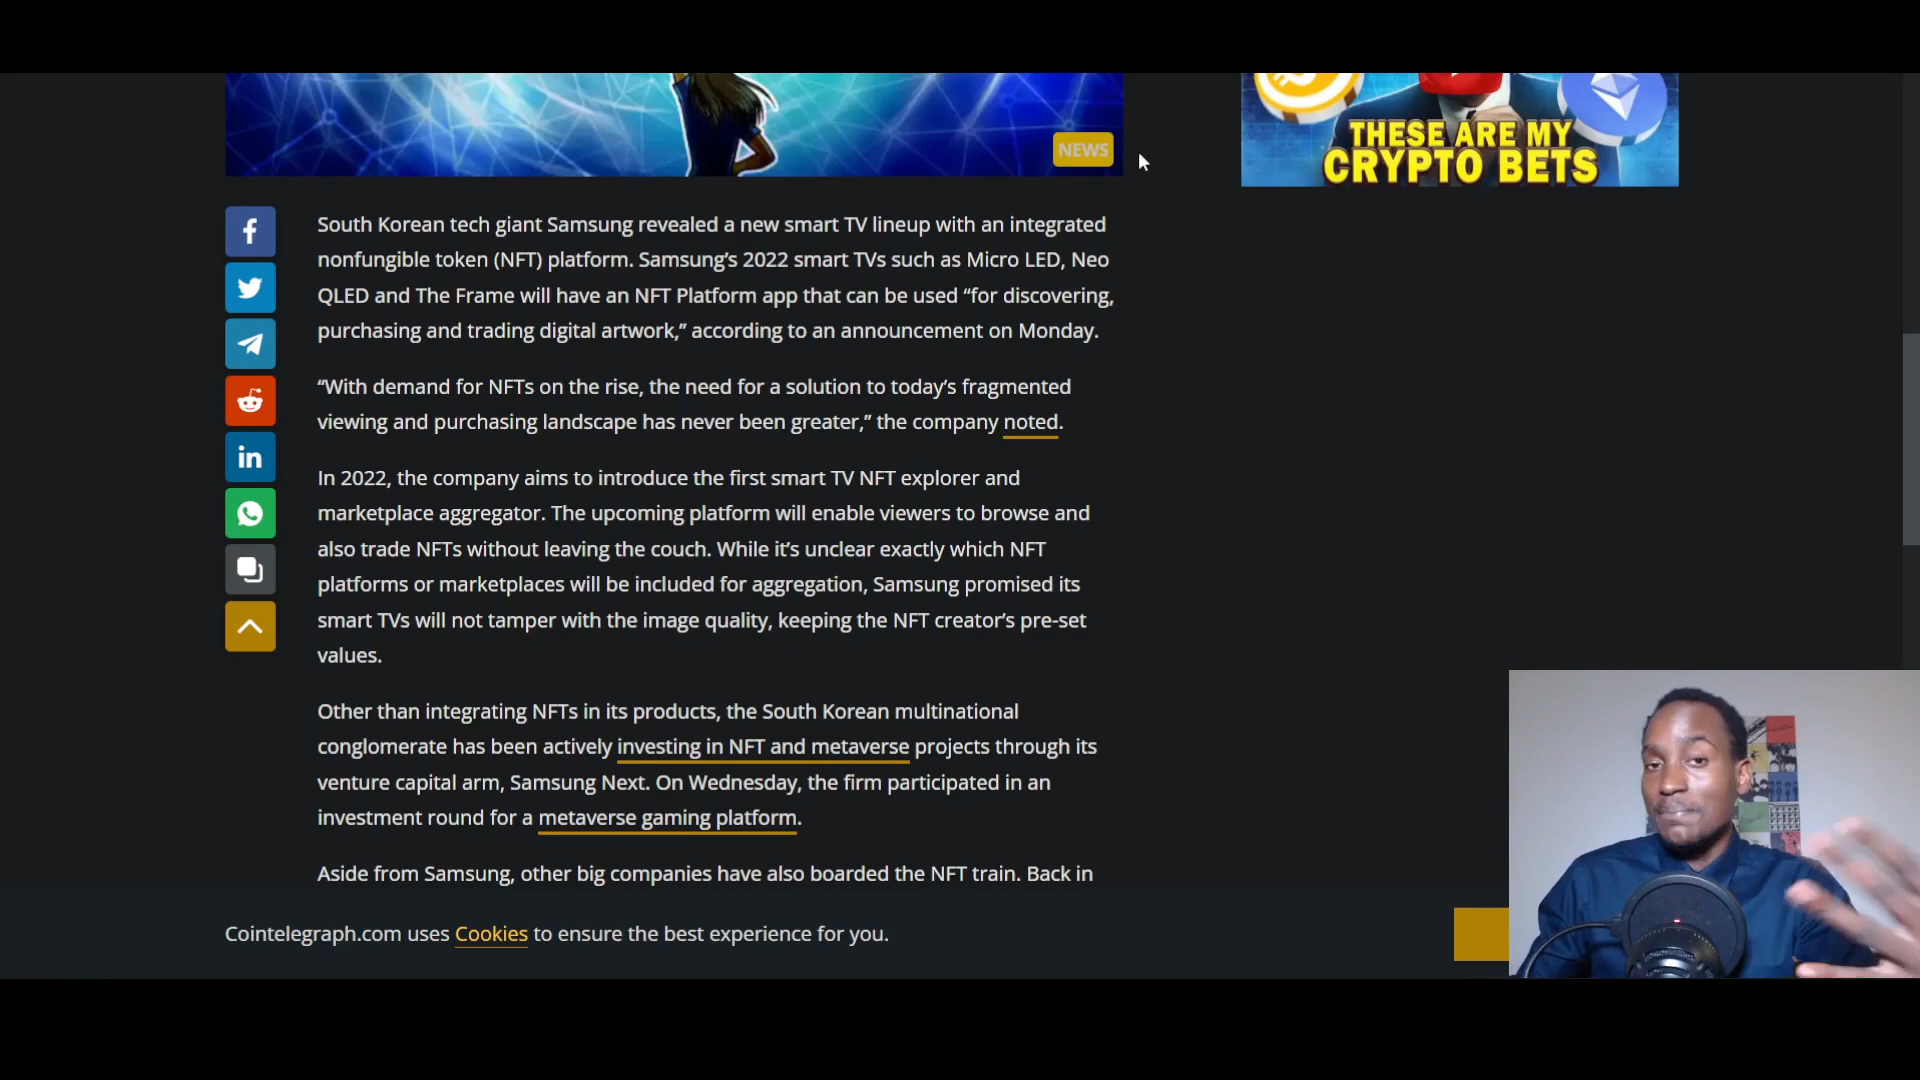 NEWS
THESE ARE MY
CRYPTO BETS
South Korean tech giant Samsung revealed a new smart TV lineup with an integrated
nonfungible token (NFT) platform. Samsung’s 2022 smart TVs such as Micro LED, Neo
QLED and The Frame will have an NFT Platform app that can be used “for discovering,
purchasing and trading digital artwork,” according to an announcement on Monday.
“With demand for NFTs on the rise, the need for a solution to today’s fragmented
viewing and purchasing landscape has never been greater,” the company noted.
In 2022, the company aims to introduce the first smart TV NFT explorer and
marketplace aggregator. The upcoming platform will enable viewers to browse and
also trade NFTs without leaving the couch. While it’s unclear exactly which NFT
platforms or marketplaces will be included for aggregation, Samsung promised its
smart TVs will not tamper with the image quality, keeping the NFT creator’s pre-set
values.
Other than integrating NFTs in its products, the South Korean multinational
conglomerate has been actively investing in NFT and metaverse projects through its
venture capital arm, Samsung Next. On Wednesday, the firm participated in an
investment round for a metaverse gaming platform.
Aside from Samsung, other big companies have also boarded the NFT train. Back in
Cointelegraph.com uses Cookies to ensure the best experience for you.